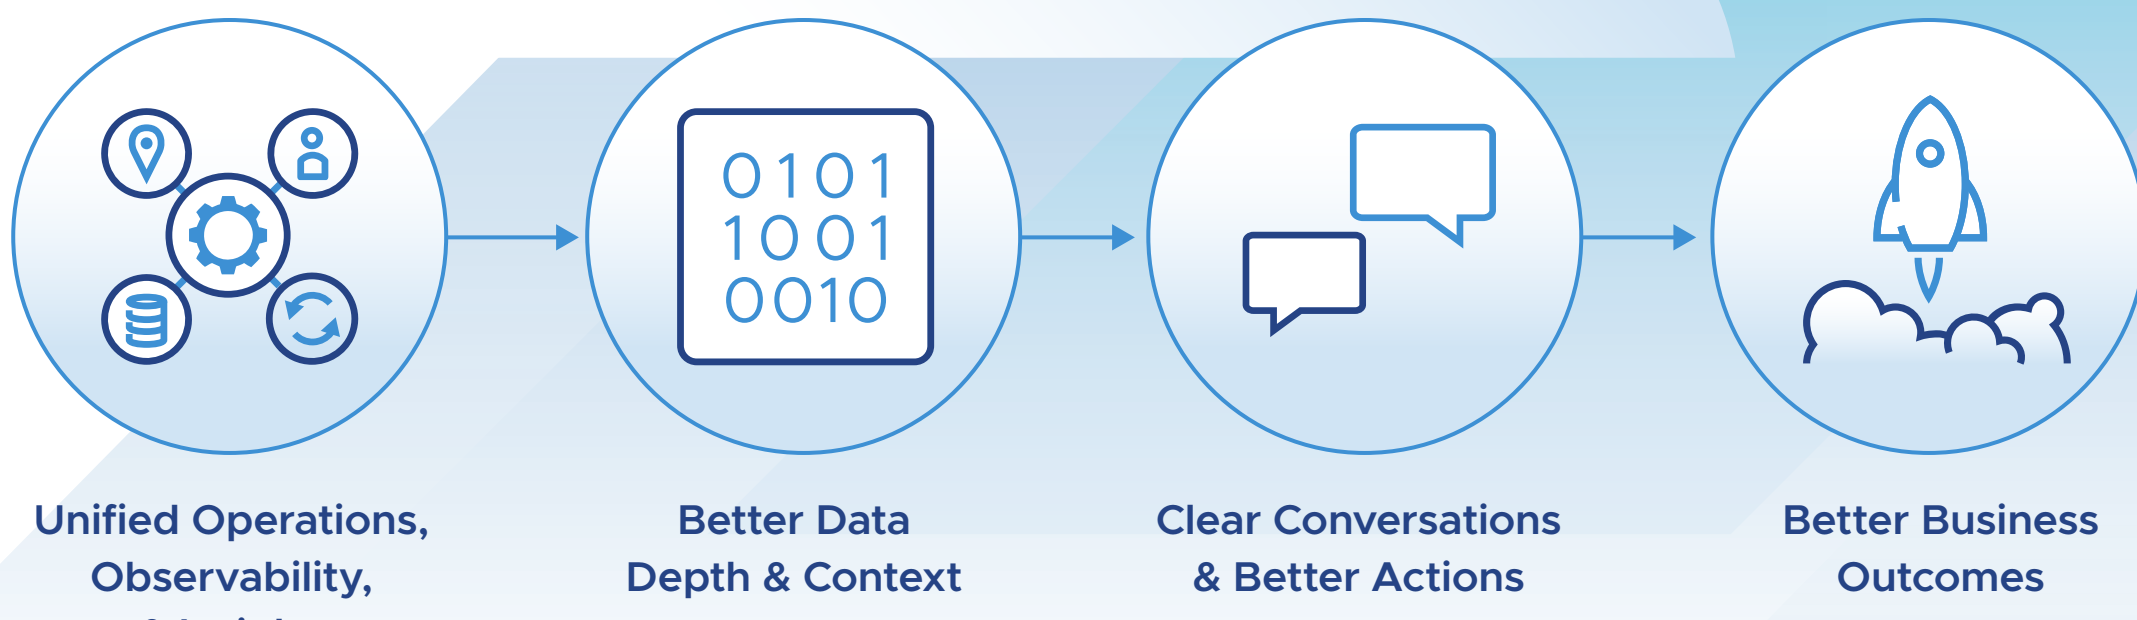 0101
1001
0010
Unified Operations,
Observability,
Better Data
Depth & Context
Clear Conversations
& Better Actions
Better Business
Outcomes